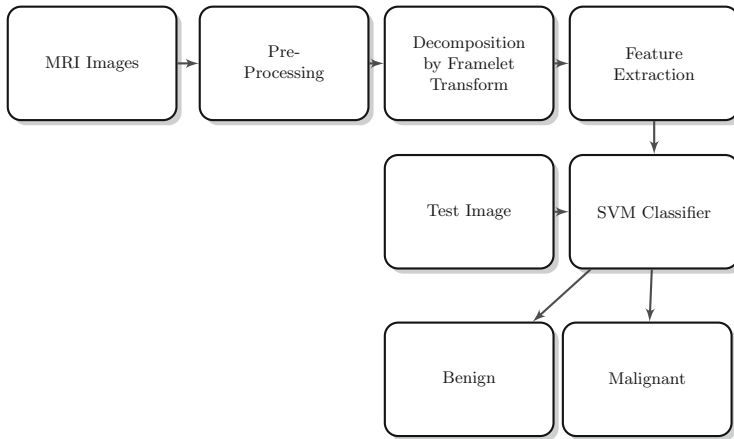 MRI Images
Pre-
Processing
Decomposition
by Framelet
Transform
Feature
Extraction
Test Image
SVM Classifier
Benign
Malignant